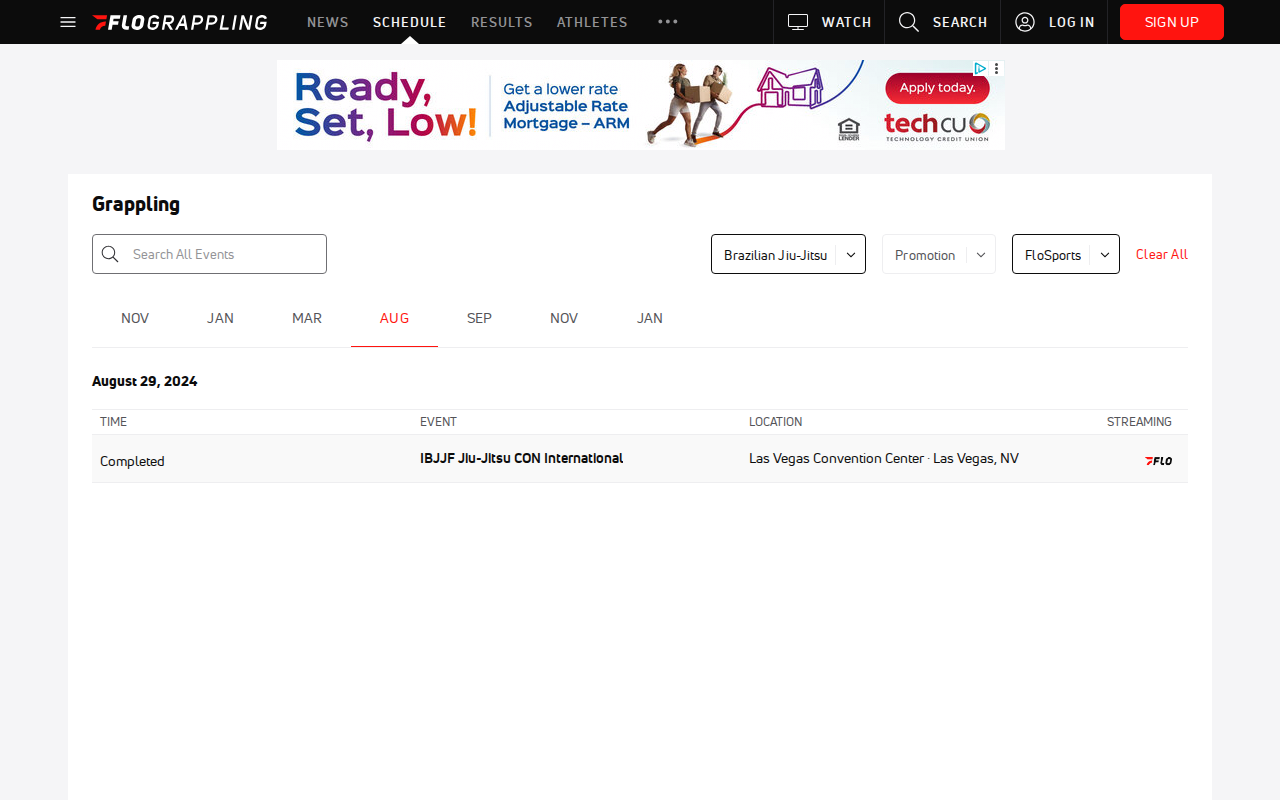 FLOGRAPPLING
NEWS
SCHEDULE
RESULTS
ATHLETES
WATCH
SEARCH
LOG IN
SIGN UP
Ready,
Set, Low!
Get a lower rate
Adjustable Rate
Mortgage – ARM
Apply today.
techcu
TECHNOLOGY CREDIT UNION
Grappling
Search All Events
Brazilian Jiu-Jitsu
Promotion
FloSports
Clear All
NOV
JAN
MAR
AUG
SEP
NOV
JAN
August 29, 2024
TIME
EVENT
LOCATION
STREAMING
Completed
IBJJF Jiu-Jitsu CON International
Las Vegas Convention Center · Las Vegas, NV
FLO